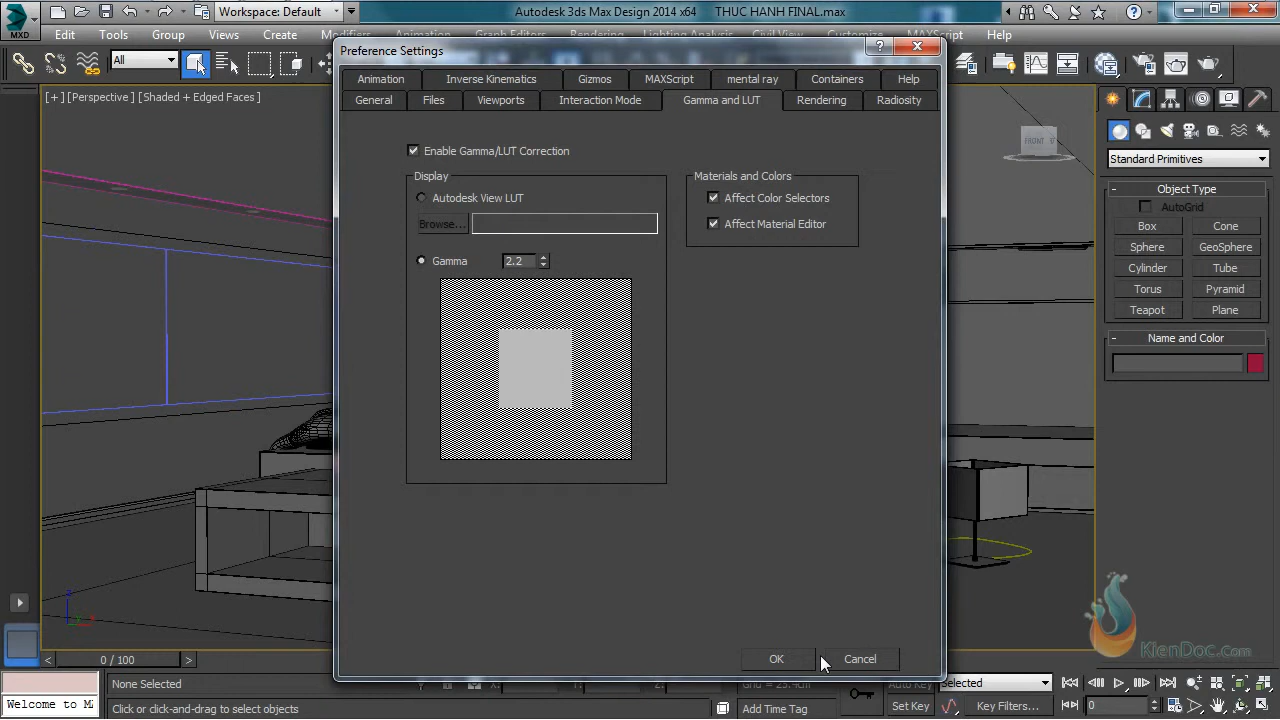 Workspace: Default
Autodesk 3ds Max Design 2014 x64 THUC HANH FINAL.max
MXD
Edit Tools Group Views Create Modifiers Animation Graph Editors Rendering Lighting Analysis Civil View Customize MAXScript Help
All
Preference Settings
Animation Inverse Kinematics Gizmos MAXScript mental ray Containers Help
General Files Viewports Interaction Mode Gamma and LUT Rendering Radiosity
[+] [Perspective] [Shaded + Edged Faces]
FRONT
Enable Gamma/LUT Correction
Display
Autodesk View LUT
Browse...
Gamma 2.2
Materials and Colors
Affect Color Selectors
Affect Material Editor
OK Cancel
Standard Primitives
- Object Type
AutoGrid
Box Cone
Sphere GeoSphere
Cylinder Tube
Torus Pyramid
Teapot Plane
- Name and Color
KienDoc.com
z
< 0 / 100 >
None Selected
Grid = 25.4cm
Auto Key Selected
Welcome to M
Click or click-and-drag to select objects
Add Time Tag
Set Key Key Filters... 0